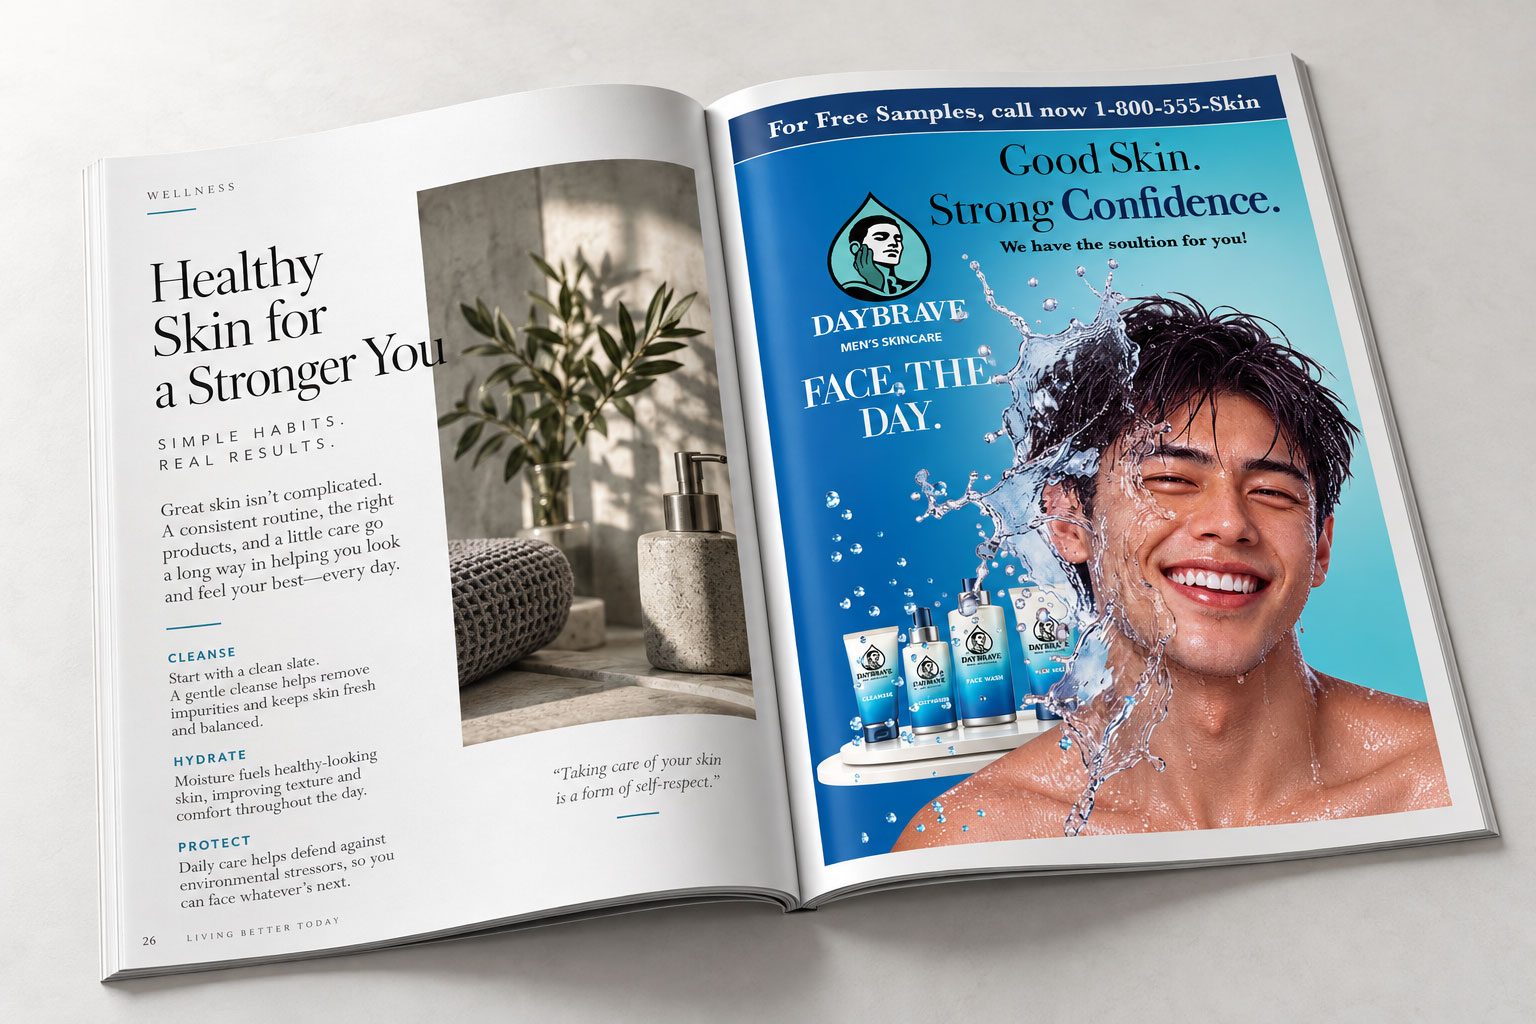 WELLNESS
Healthy
Skin for
a Stronger You
SIMPLE HABITS.
REAL RESULTS.
Great skin isn’t complicated.
A consistent routine, the right
products, and a little care go
a long way in helping you look
and feel your best—every day.
CLEANSE
Start with a clean slate.
A gentle cleanse helps remove
impurities and keeps skin fresh
and balanced.
HYDRATE
Moisture fuels healthy-looking
skin, improving texture and
comfort throughout the day.
PROTECT
Daily care helps defend against
environmental stressors, so you
can face whatever’s next.
“Taking care of your skin
is a form of self-respect.”
26 LIVING BETTER TODAY
For Free Samples, call now 1-800-555-Skin
Good Skin.
Strong Confidence.
We have the soultion for you!
DAYBRAVE
MEN'S SKINCARE
FACE THE
DAY.
DAYBRAVE
CLEANSE
DAYBRAVE
DAYBRAVE
FACE WASH
DAYBRAVE